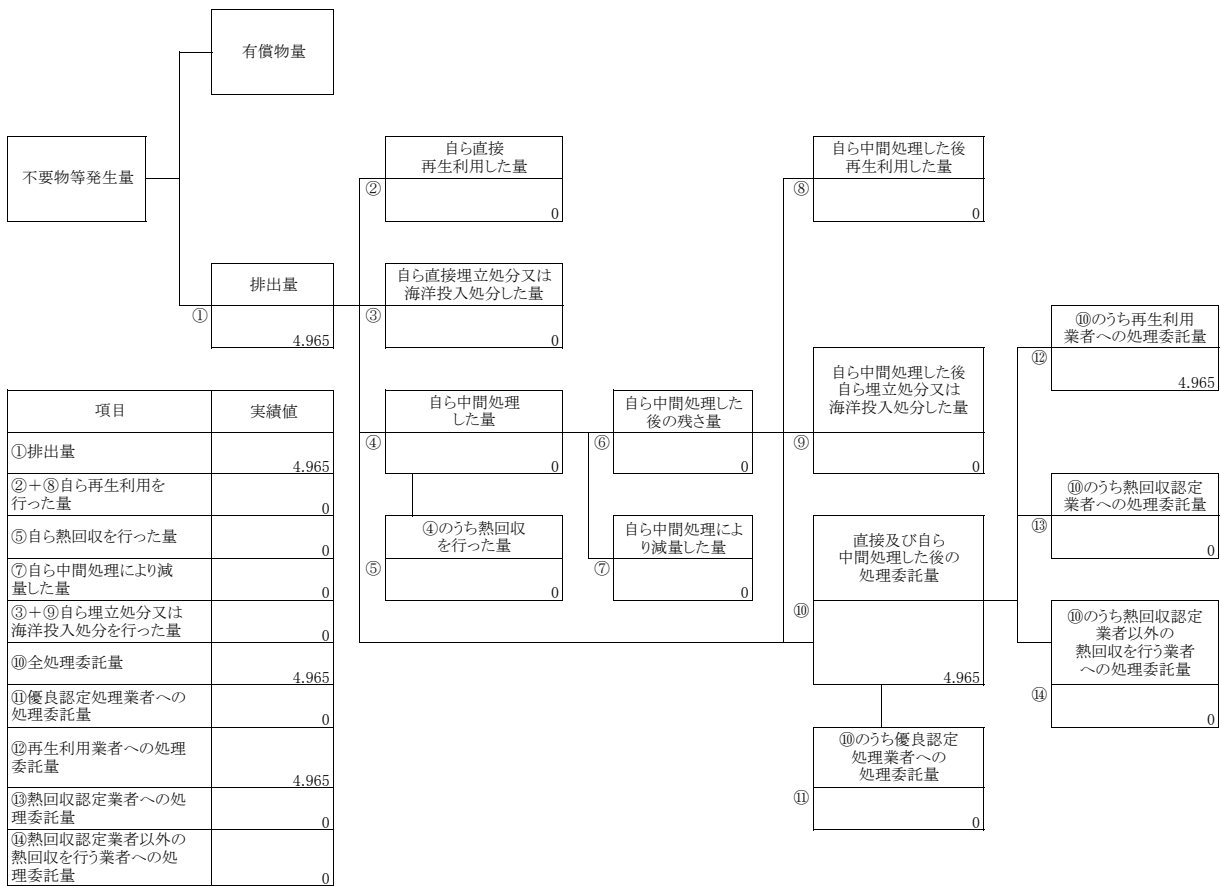 有償物量
不要物等発生量
排出量
①
4.965
自ら直接
再生利用した量
②
0
自ら直接埋立処分又は
海洋投入処分した量
③
0
自ら中間処理
した量
④
0
④のうち熱回収
を行った量
⑤
0
自ら中間処理した
後の残さ量
⑥
0
自ら中間処理によ
り減量した量
⑦
0
自ら中間処理した後
再生利用した量
⑧
0
自ら中間処理した後
自ら埋立処分又は
海洋投入処分した量
⑨
0
直接及び自ら
中間処理した後の
処理委託量
⑩
4.965
⑩のうち優良認定
処理業者への
処理委託量
⑪
0
⑩のうち再生利用
業者への処理委託量
⑫
4.965
⑩のうち熱回収認定
業者への処理委託量
⑬
0
⑩のうち熱回収認定
業者以外の
熱回収を行う業者
への処理委託量
⑭
0
項目 実績値
①排出量
4.965
②+⑧自ら再生利用を
行った量
0
⑤自ら熱回収を行った量
0
⑦自ら中間処理により減
量した量
0
③+⑨自ら埋立処分又は
海洋投入処分を行った量
0
⑩全処理委託量
4.965
⑪優良認定処理業者への
処理委託量
0
⑫再生利用業者への処理
委託量
4.965
⑬熱回収認定業者への処
理委託量
0
⑭熱回収認定業者以外の
熱回収を行う業者への処
理委託量
0